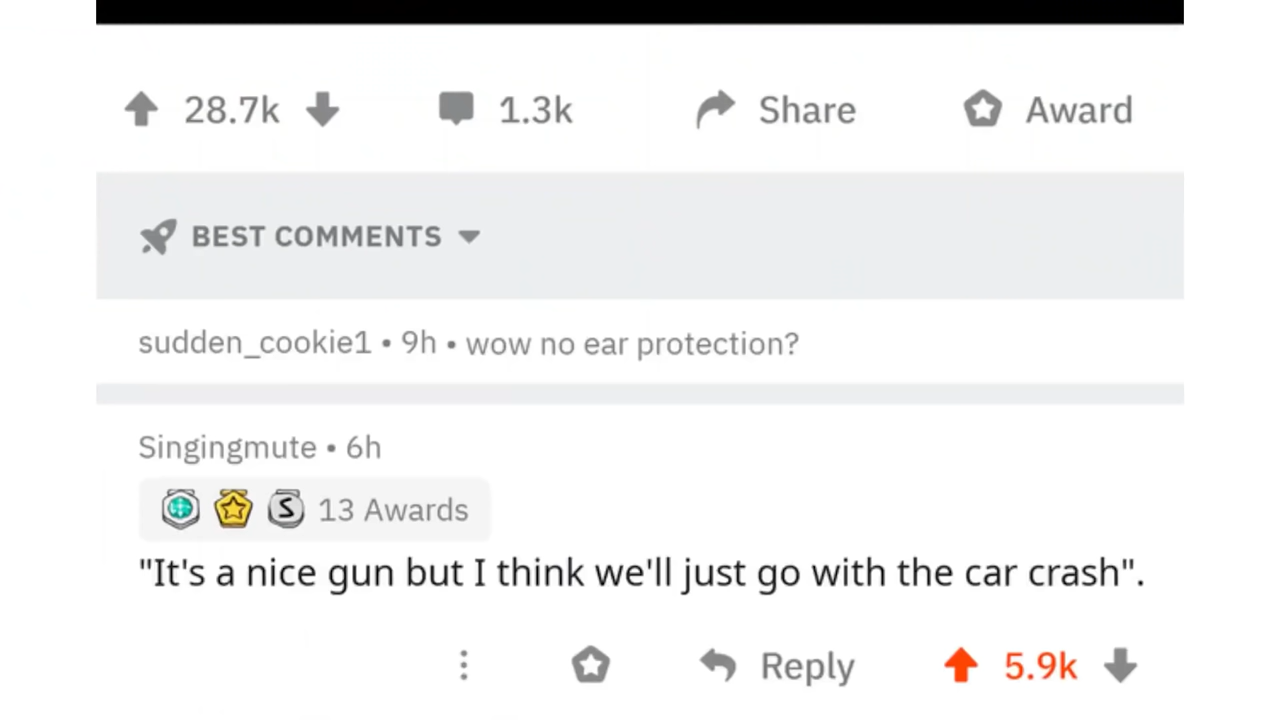 28.7k 1.3k Share Award
BEST COMMENTS
sudden_cookie1 • 9h • wow no ear protection?
Singingmute • 6h
S 13 Awards
"It's a nice gun but I think we'll just go with the car crash".
Reply 5.9k